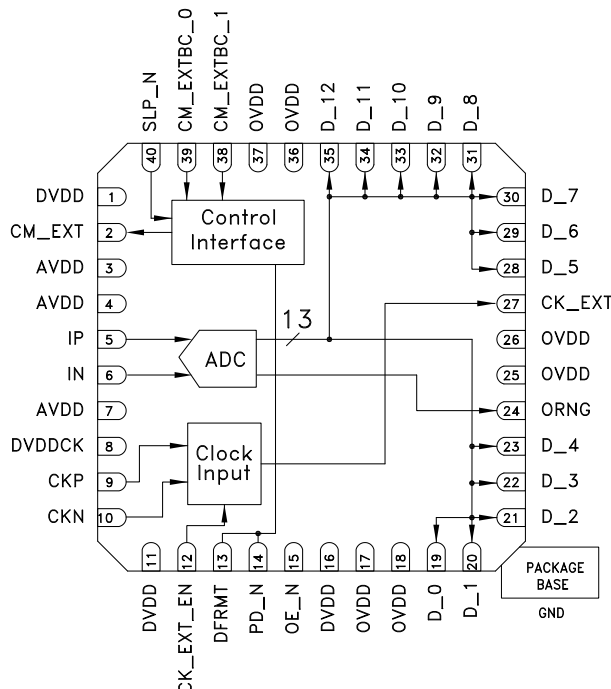 SLP_N
CM_EXTBC_0
CM_EXTBC_1
OVDD
OVDD
D_12
D_11
D_10
D_9
D_8
40
39
38
37
36
35
34
33
32
31
DVDD 1
CM_EXT 2
AVDD 3
AVDD 4
IP 5
IN 6
AVDD 7
DVDDCK 8
CKP 9
CKN 10
Control
Interface
13
ADC
Clock
Input
30 D_7
29 D_6
28 D_5
27 CK_EXT
26 OVDD
25 OVDD
24 ORNG
23 D_4
22 D_3
21 D_2
11
12
13
14
15
16
17
18
19
20
DVDD
CK_EXT_EN
DFRMT
PD_N
OE_N
DVDD
OVDD
OVDD
D_0
D_1
PACKAGE
BASE
GND